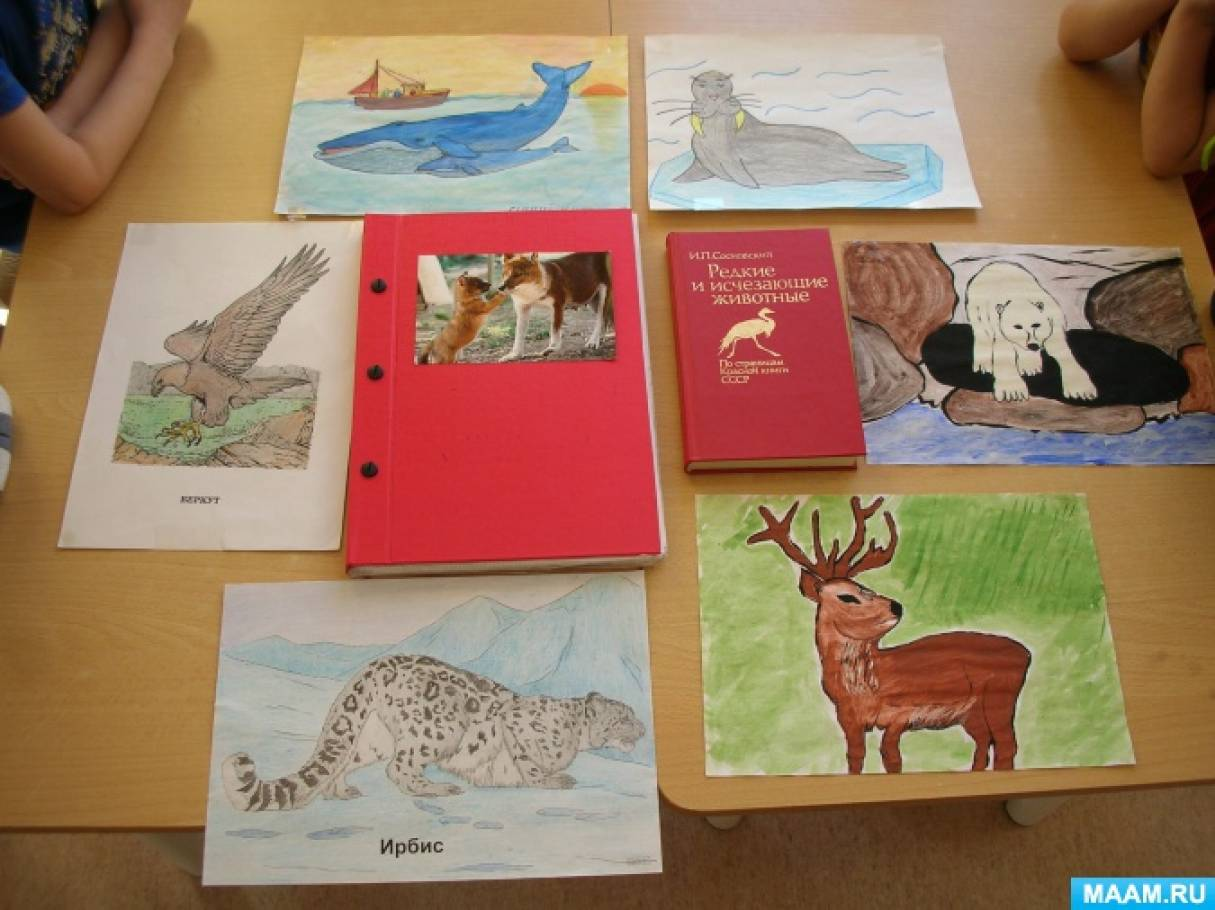 И.П.Сосновский
Редкие
и исчезающие
животные
По страницам
Красной книги
СССР
БЕРКУТ
Ирбис
MAAM.RU